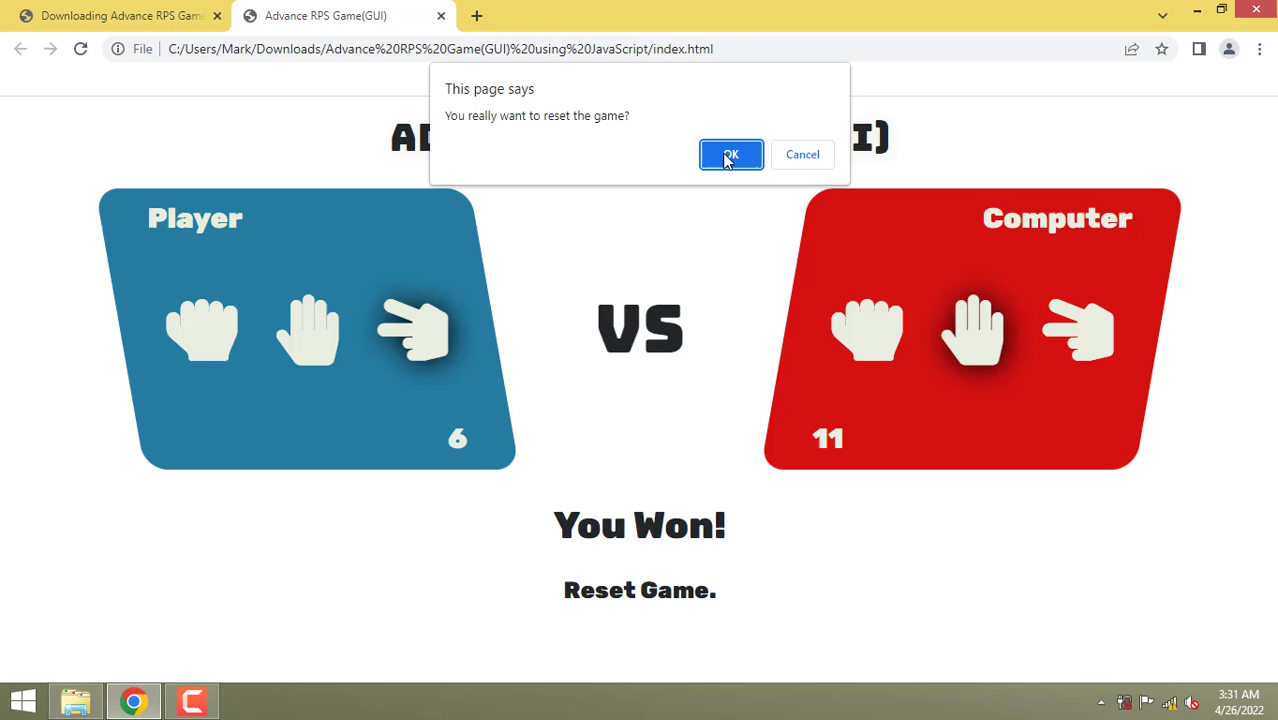 Downloading Advance RPS Game
Advance RPS Game(GUI)
File
C:/Users/Mark/Downloads/Advance%20RPS%20Game(GUI)%20using%20JavaScript/index.html
This page says
You really want to reset the game?
OK
Cancel
AD
I)
Player
Computer
VS
6
11
You Won!
Reset Game.
3:31 AM
4/26/2022